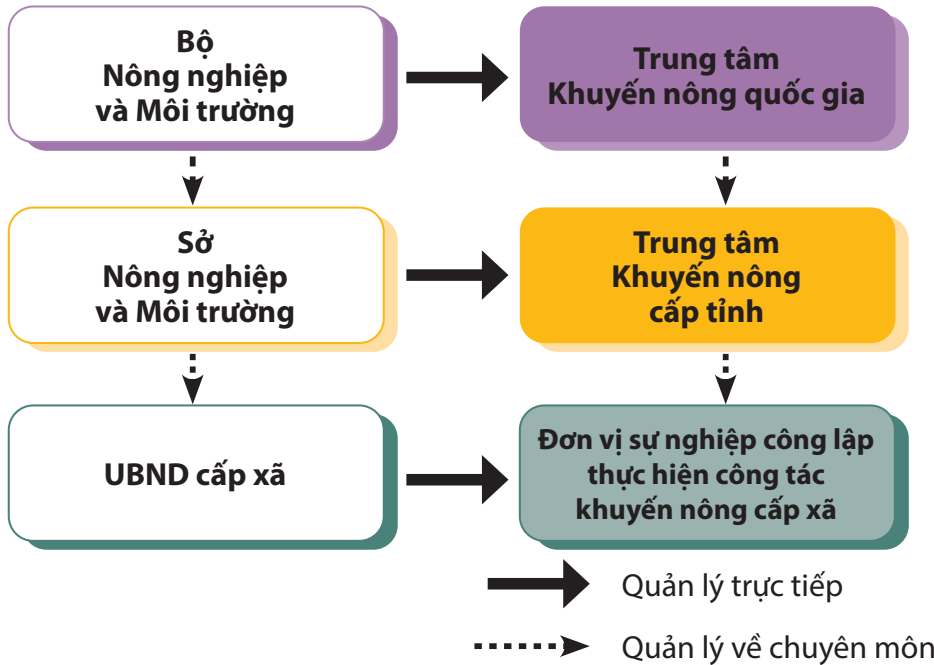 Bộ
Nông nghiệp
và Môi trường
Trung tâm
Khuyến nông quốc gia
Sở
Nông nghiệp
và Môi trường
Trung tâm
Khuyến nông
cấp tỉnh
UBND cấp xã
Đơn vị sự nghiệp công lập
thực hiện công tác
khuyến nông cấp xã
Quản lý trực tiếp
Quản lý về chuyên môn